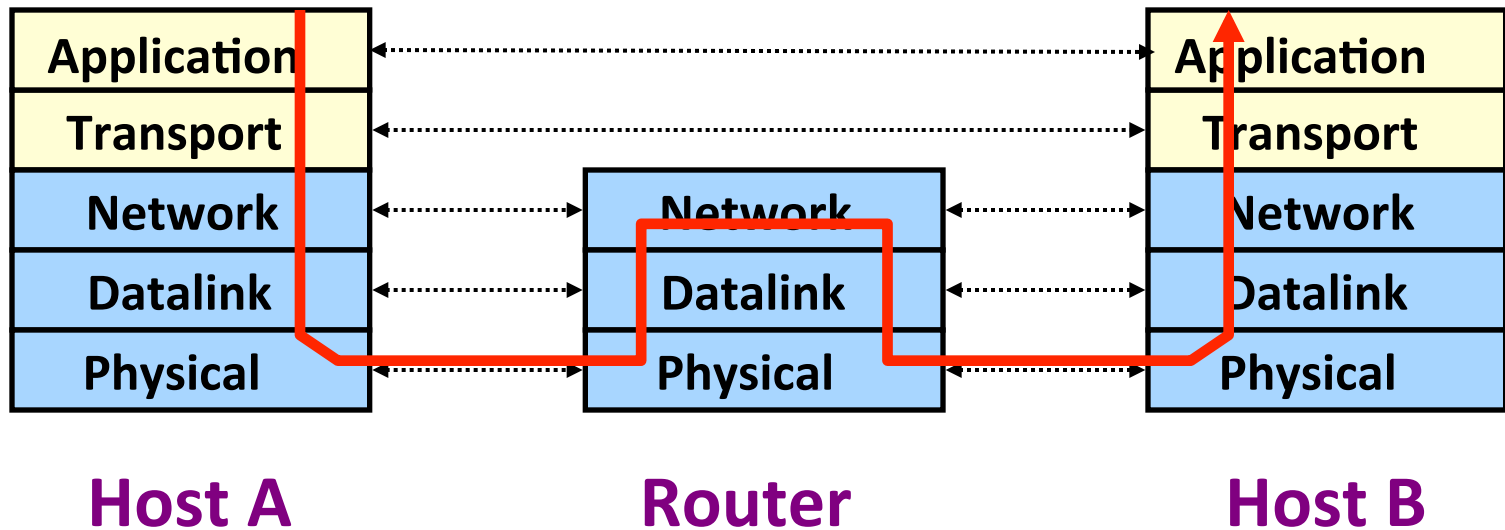 Application
Transport
Network
Datalink
Physical
Host A
Network
Datalink
Physical
Router
Application
Transport
Network
Datalink
Physical
Host B